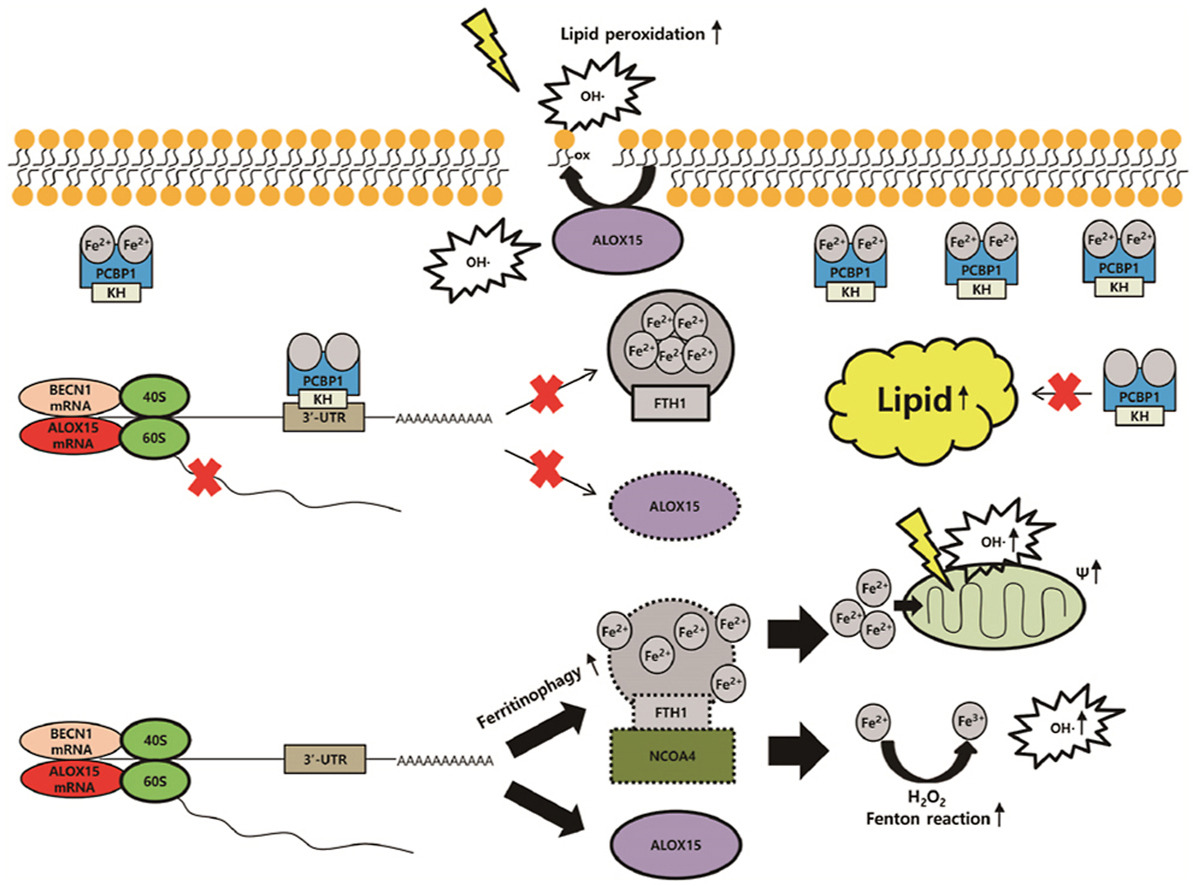 Lipid peroxidation ↑
OH·
-ox
ALOX15
OH·
Fe2+ Fe2+
PCBP1
KH
Fe2+ Fe2+
PCBP1
KH
Fe2+ Fe2+
PCBP1
KH
Fe2+ Fe2+
PCBP1
KH
BECN1
mRNA
ALOX15
mRNA
40S
60S
PCBP1
KH
3'-UTR
AAAAAAAAAAA
Fe2+ Fe2+
Fe2+ Fe2+ Fe2+
FTH1
ALOX15
Lipid ↑
PCBP1
KH
BECN1
mRNA
ALOX15
mRNA
40S
60S
3'-UTR
AAAAAAAAAAA
Ferritinophagy ↑
Fe2+
Fe2+
Fe2+
Fe2+
Fe2+
FTH1
NCOA4
ALOX15
Fe2+
Fe2+ Fe2+
OH· ↑
Ψ ↑
Fe2+
Fe3+
OH· ↑
H2O2
Fenton reaction ↑